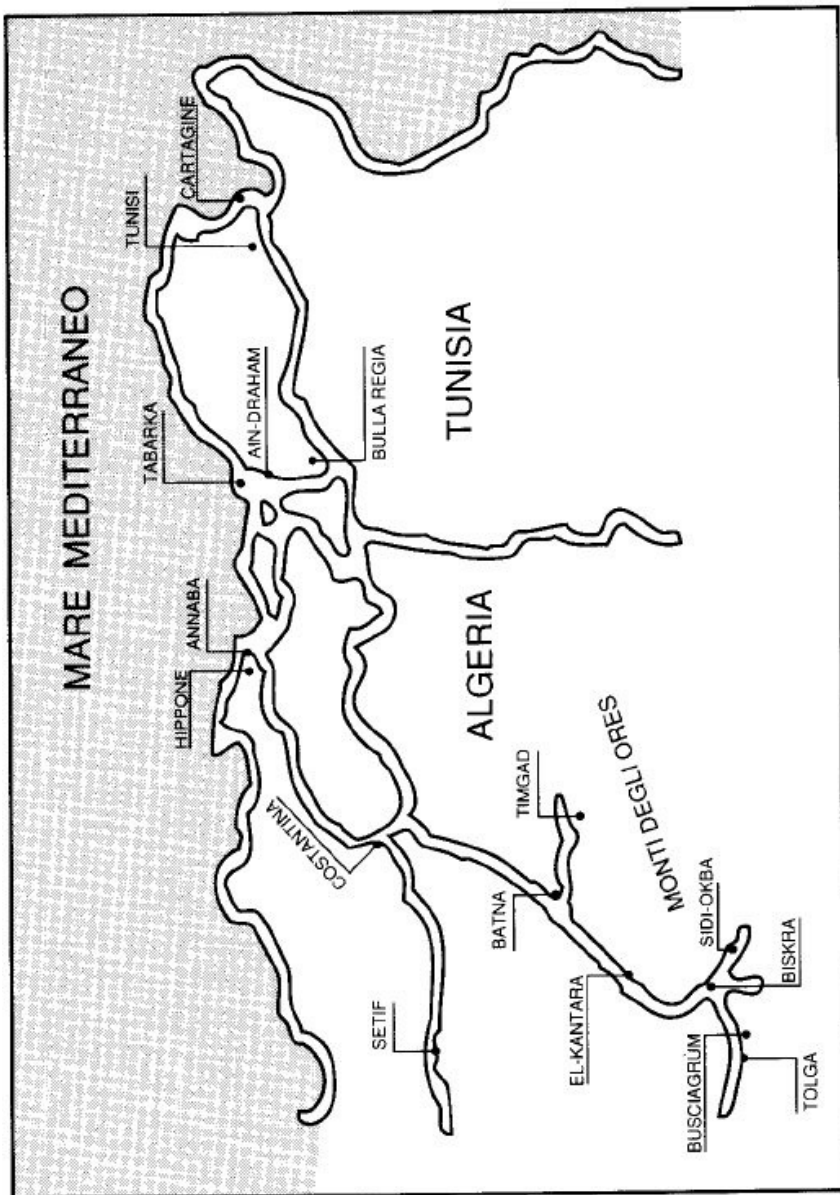 MARE MEDITERRANEO
HIPPONE
ANNABA
TABARKA
TUNISI
CARTAGINE
AIN-DRAHAM
BULLA REGIA
COSTANTINA
ALGERIA
TUNISIA
SETIF
BATNA
TIMGAD
MONTI DEGLI ORES
EL-KANTARA
SIDI-OKBA
BUSCIAGRUM
BISKRA
TOLGA